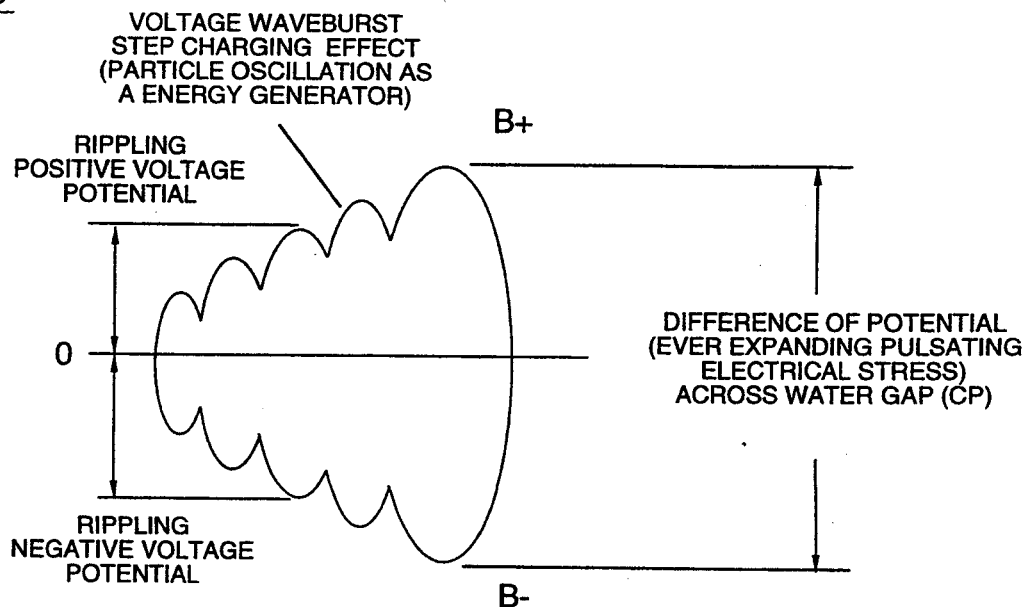 VOLTAGE WAVEBURST
STEP CHARGING EFFECT
(PARTICLE OSCILLATION AS
A ENERGY GENERATOR)
B+
RIPPLING
POSITIVE VOLTAGE
POTENTIAL
0
DIFFERENCE OF POTENTIAL
(EVER EXPANDING PULSATING
ELECTRICAL STRESS)
ACROSS WATER GAP (CP)
RIPPLING
NEGATIVE VOLTAGE
POTENTIAL
B-